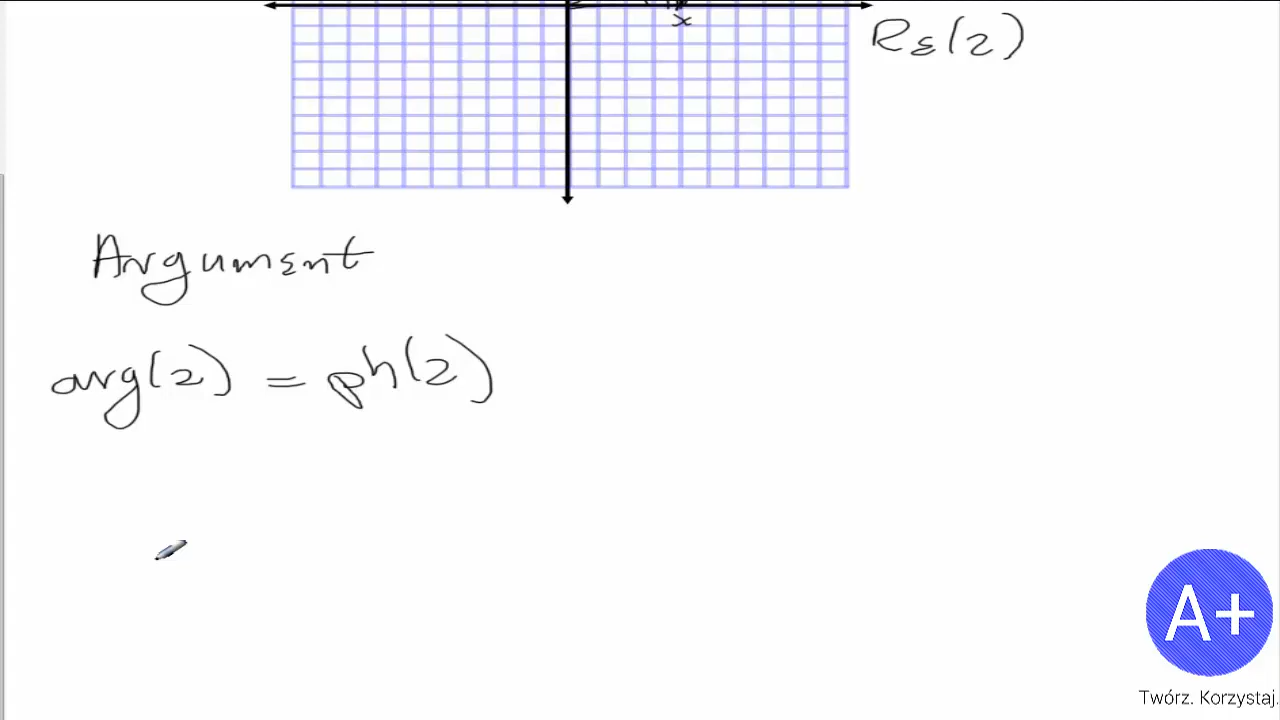 x
Re(z)
Argument
arg(z) = ph(z)
A+
Twórz. Korzystaj.